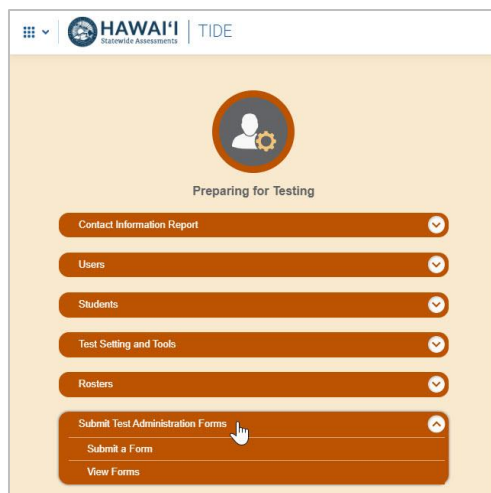 HAWAIʻI
Statewide Assessments
TIDE
Preparing for Testing
Contact Information Report
Users
Students
Test Setting and Tools
Rosters
Submit Test Administration Forms
Submit a Form
View Forms